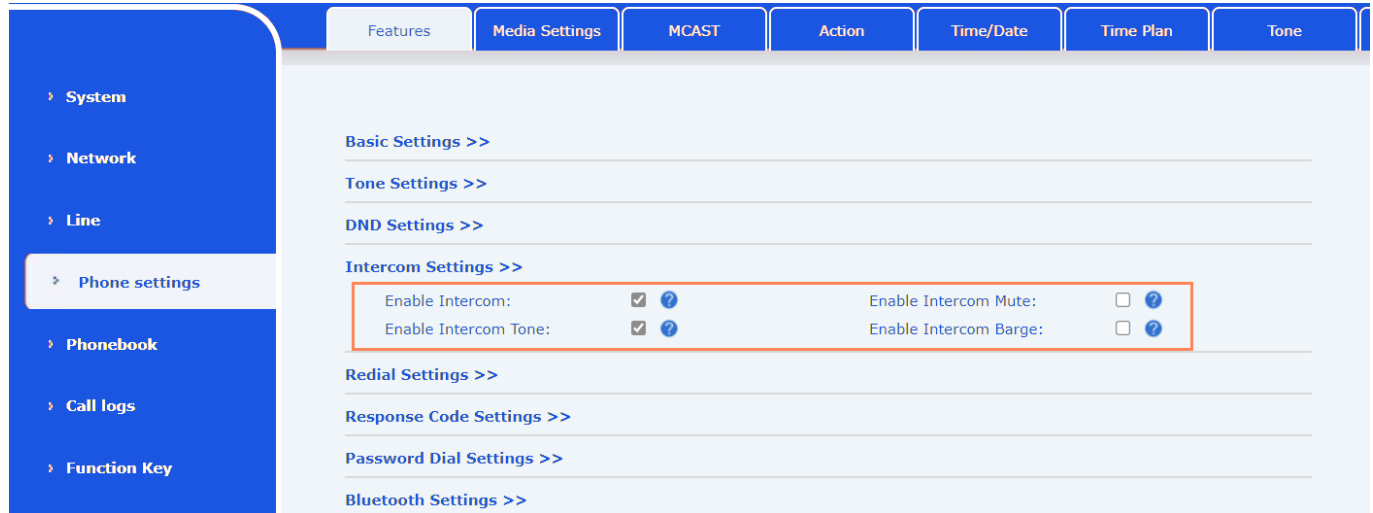 Features Media Settings MCAST Action Time/Date Time Plan Tone
System
Network
Line
Phone settings
Phonebook
Call logs
Function Key
Basic Settings >>
Tone Settings >>
DND Settings >>
Intercom Settings >>
Enable Intercom: ? Enable Intercom Mute: ?
Enable Intercom Tone: ? Enable Intercom Barge: ?
Redial Settings >>
Response Code Settings >>
Password Dial Settings >>
Bluetooth Settings >>